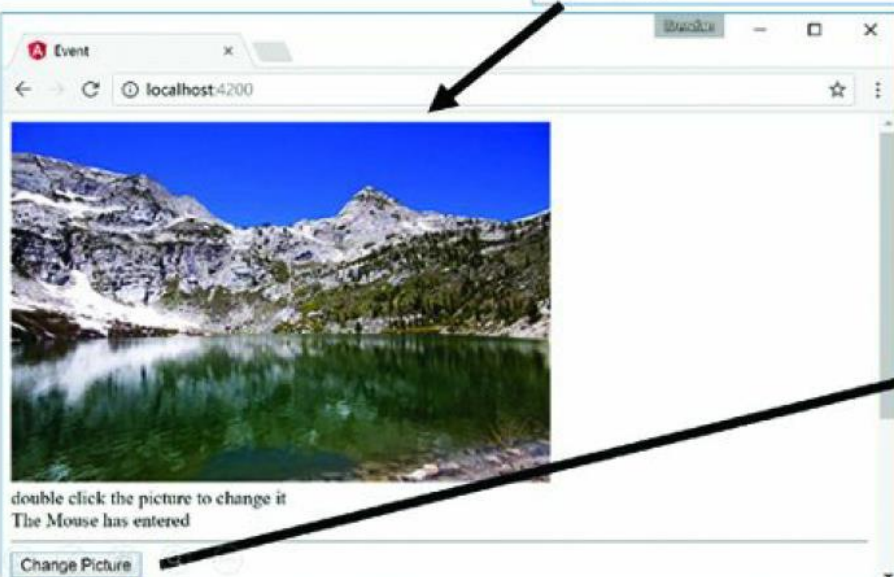 Event
localhost:4200
double click the picture to change it
The Mouse has entered
Change Picture